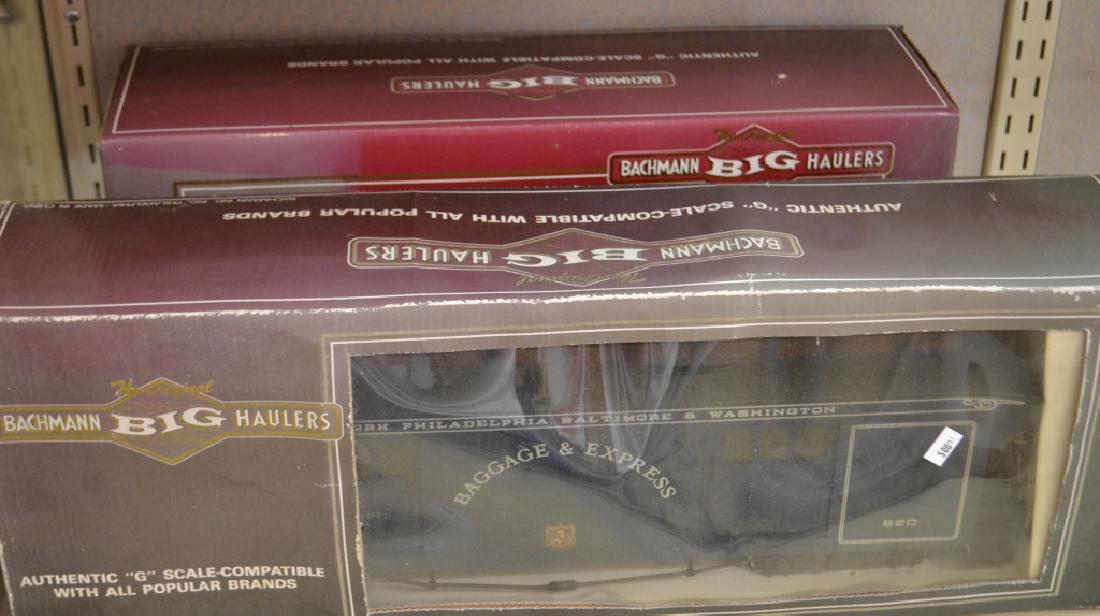 AUTHENTIC "G" SCALE-COMPATIBLE WITH ALL POPULAR BRANDS
BACHMANN BIG HAULERS
The Original
BACHMANN BIG HAULERS
AUTHENTIC "G" SCALE-COMPATIBLE WITH ALL POPULAR BRANDS
The Original
BACHMANN BIG HAULERS
The Original
BACHMANN BIG HAULERS
AUTHENTIC "G" SCALE-COMPATIBLE
WITH ALL POPULAR BRANDS
PHILADELPHIA BALTIMORE & WASHINGTON
BAGGAGE & EXPRESS
820